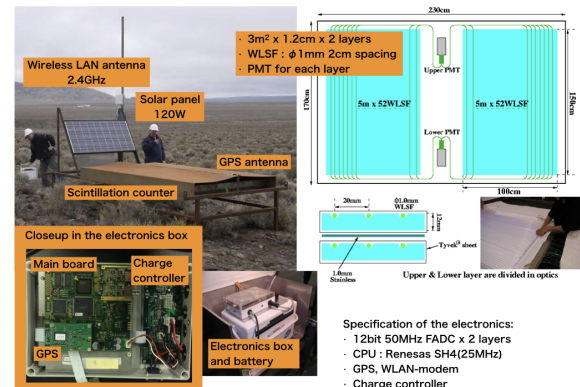 · 3m² x 1.2cm x 2 layers
· WLSF : ϕ1mm 2cm spacing
· PMT for each layer
Wireless LAN antenna
2.4GHz
Solar panel
120W
GPS antenna
Scintillation counter
230cm
170cm
Upper PMT
5m x 52WLSF
5m x 52WLSF
Lower PMT
150cm
100cm
20mm
ϕ1.0mm
WLSF
12mm
Tyvek® sheet
1.0mm
Stainless
Upper & Lower layer are divided in optics
Closeup in the electronics box
Main board
Charge
controller
GPS
Electronics box
and battery
Specification of the electronics:
· 12bit 50MHz FADC x 2 layers
· CPU : Renesas SH4(25MHz)
· GPS, WLAN-modem
· Charge controller